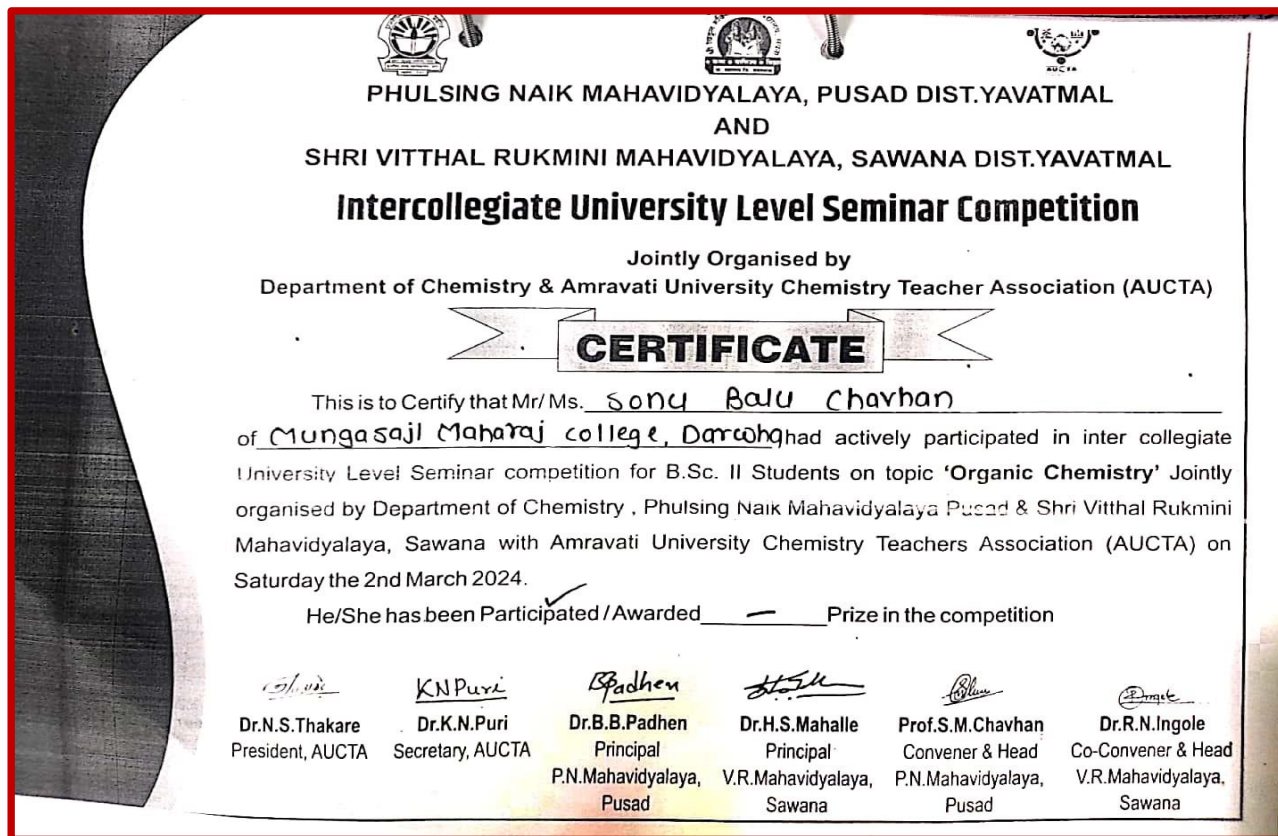 AUCTA
PHULSING NAIK MAHAVIDYALAYA, PUSAD DIST.YAVATMAL
AND
SHRI VITTHAL RUKMINI MAHAVIDYALAYA, SAWANA DIST.YAVATMAL
Intercollegiate University Level Seminar Competition
Jointly Organised by
Department of Chemistry & Amravati University Chemistry Teacher Association (AUCTA)
CERTIFICATE
This is to Certify that Mr/Ms. Sonu Balu Chavhan
of Mungasaji Maharaj college, Darwha had actively participated in inter collegiate
University Level Seminar competition for B.Sc. II Students on topic ‘Organic Chemistry’ Jointly
organised by Department of Chemistry , Phulsing Naik Mahavidyalaya Pusad & Shri Vitthal Rukmini
Mahavidyalaya, Sawana with Amravati University Chemistry Teachers Association (AUCTA) on
Saturday the 2nd March 2024.
He/She has been Participated / Awarded — Prize in the competition
KNPuri BPadhen
Dr.N.S.Thakare Dr.K.N.Puri Dr.B.B.Padhen Dr.H.S.Mahalle Prof.S.M.Chavhan Dr.R.N.Ingole
President, AUCTA Secretary, AUCTA Principal Principal Convener & Head Co-Convener & Head
P.N.Mahavidyalaya, V.R.Mahavidyalaya, P.N.Mahavidyalaya, V.R.Mahavidyalaya,
Pusad Sawana Pusad Sawana